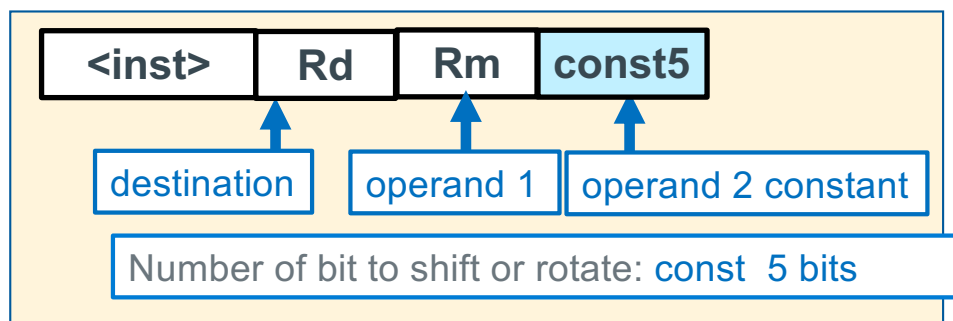 <inst> Rd Rm const5
destination operand 1 operand 2 constant
Number of bit to shift or rotate: const 5 bits